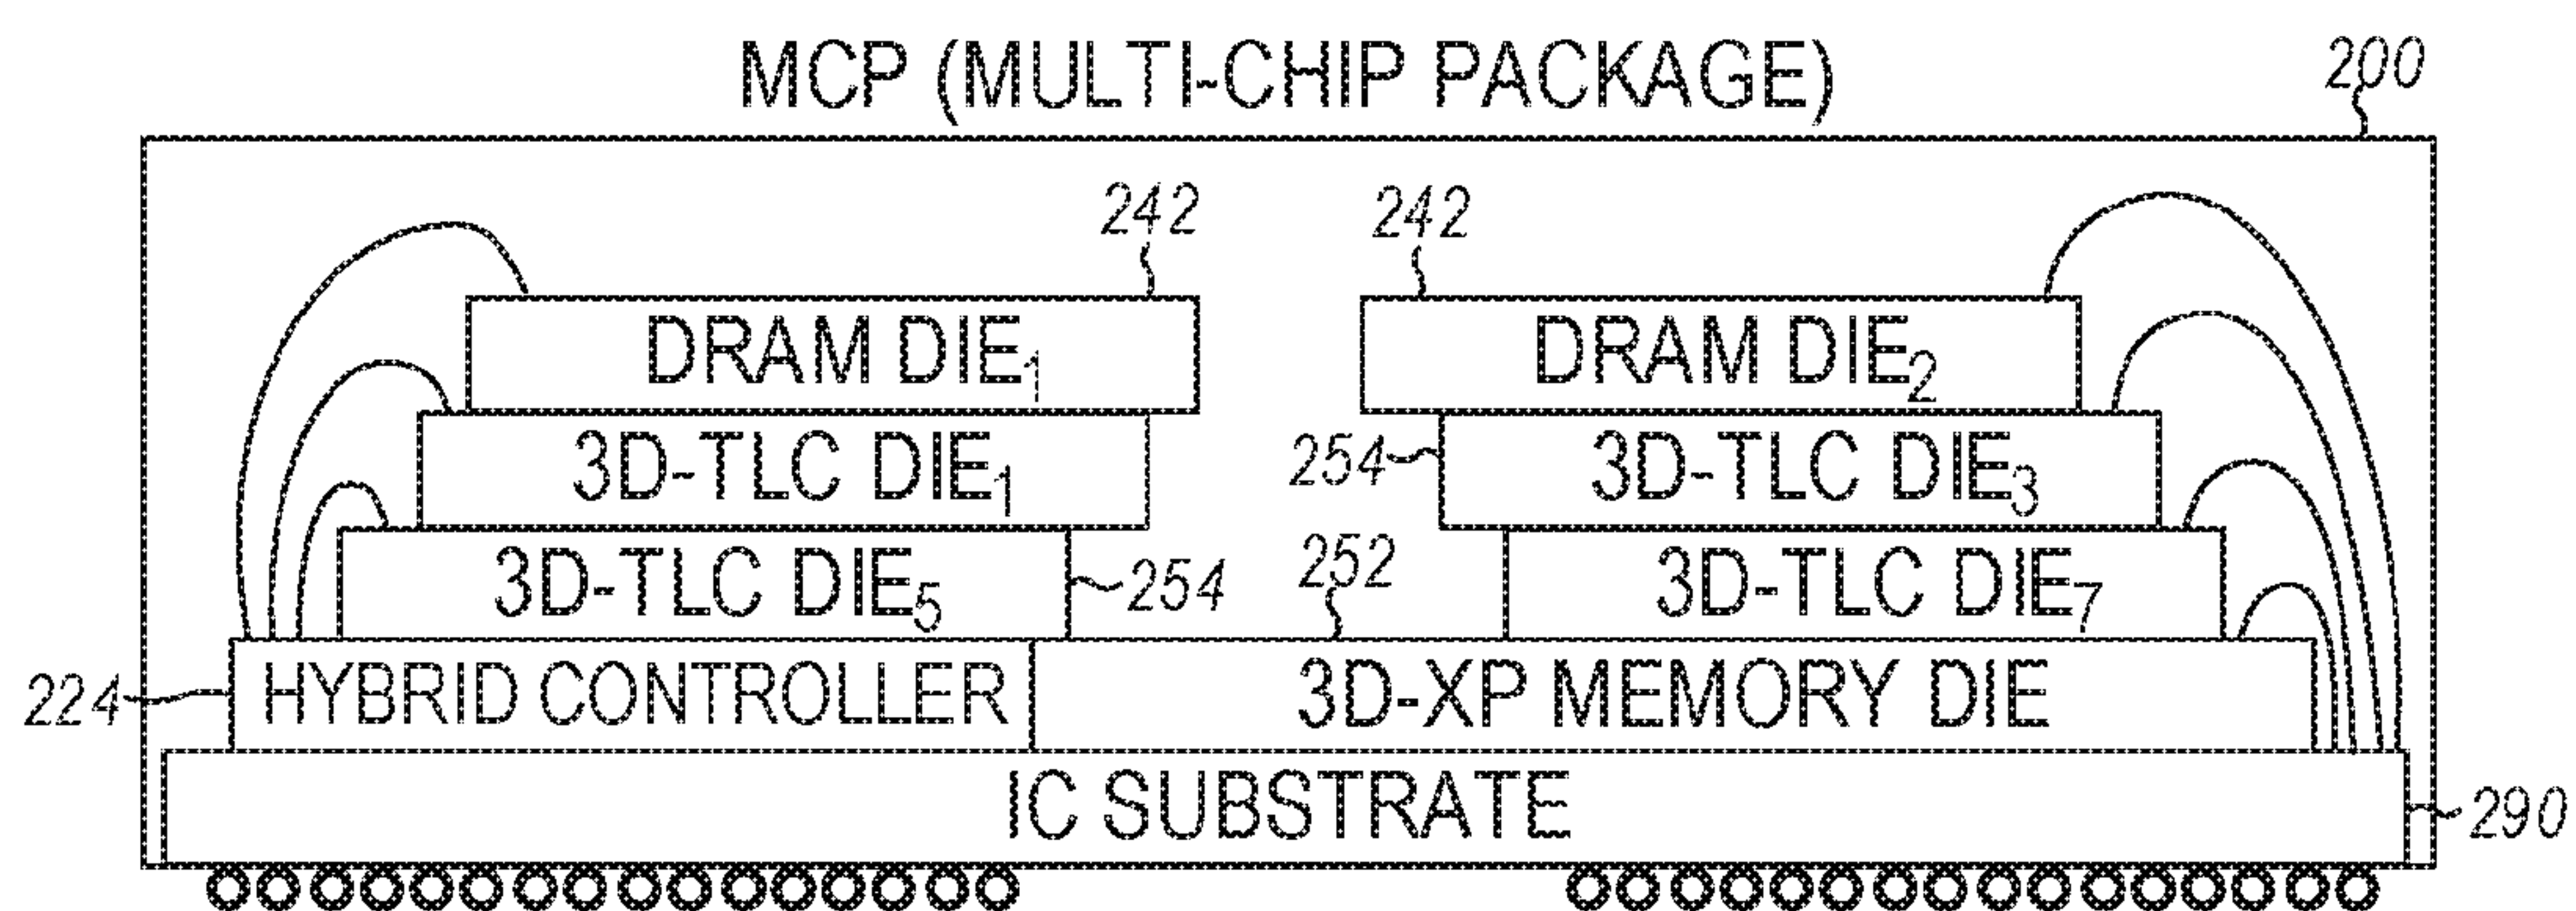 MCP (MULTI-CHIP PACKAGE)
200
242 242
DRAM DIE1 DRAM DIE2
3D-TLC DIE1 254 3D-TLC DIE3
3D-TLC DIE5 254 252 3D-TLC DIE7
224 HYBRID CONTROLLER 3D-XP MEMORY DIE
IC SUBSTRATE 290